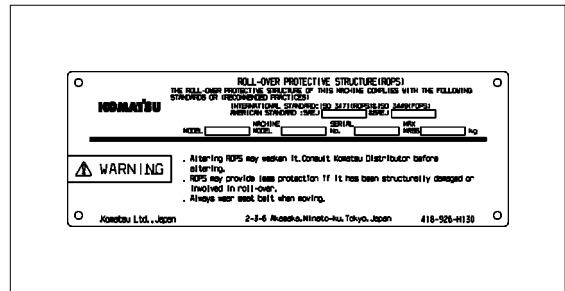 ROLL-OVER PROTECTIVE STRUCTURE(ROPS)
THE ROLL-OVER PROTECTIVE STRUCTURE OF THIS MACHINE COMPLIES WITH THE FOLLOWING
STANDARDS OR (RECOMMENDED PRACTICES)
KOMATSU
INTERNATIONAL STANDARD: ISO 3471(ROPS)&ISO 3449(FOPS)
AMERICAN STANDARD :SAEJ &SAEJ
MODEL MACHINE MODEL SERIAL No. MAX MASS kg
WARNING
. Altering ROPS may weaken it.Consult Komatsu Distributor before
altering.
. ROPS may provide less protection if it has been structurally damaged or
involved in roll-over.
. Always wear seat belt when moving.
Komatsu Ltd.,Japan 2-3-6 Akasaka,Minato-ku,Tokyo,Japan 418-926-H130